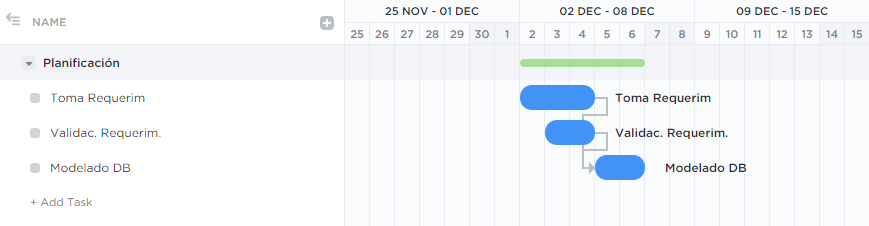 25 NOV - 01 DEC 02 DEC - 08 DEC 09 DEC - 15 DEC
NAME
25 26 27 28 29 30 1 2 3 4 5 6 7 8 9 10 11 12 13 14 15
Planificación
Toma Requerim Toma Requerim
Validac. Requerim. Validac. Requerim.
Modelado DB Modelado DB
+ Add Task